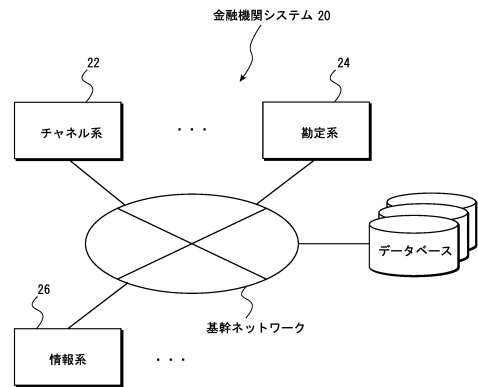 金融機関システム 20
22
24
チャネル系
・・・
勘定系
データベース
26
基幹ネットワーク
情報系
・・・